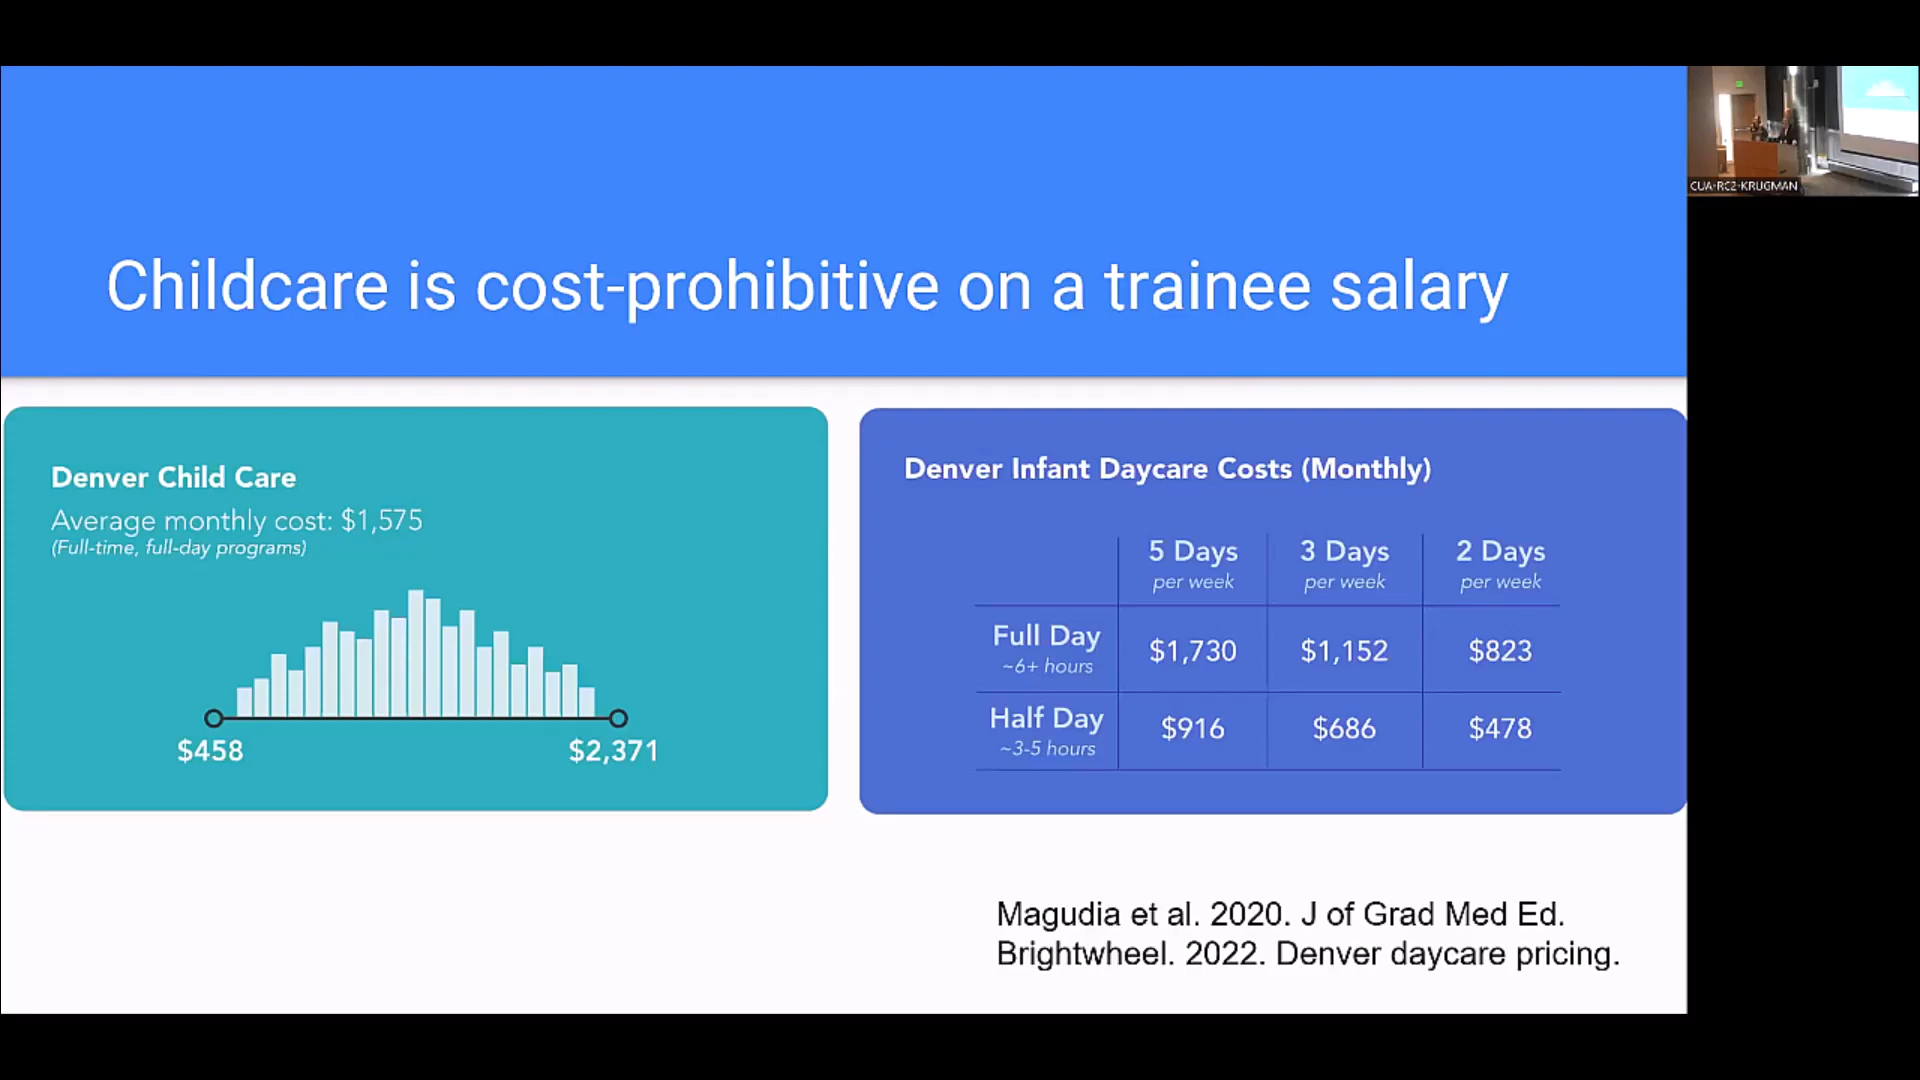 Childcare is cost-prohibitive on a trainee salary
CUA-RC2-KRUGMAN
Denver Child Care
Average monthly cost: $1,575
(Full-time, full-day programs)
$458 $2,371
Denver Infant Daycare Costs (Monthly)
5 Days 3 Days 2 Days
per week per week per week
Full Day $1,730 $1,152 $823
~6+ hours
Half Day $916 $686 $478
~3-5 hours
Magudia et al. 2020. J of Grad Med Ed.
Brightwheel. 2022. Denver daycare pricing.